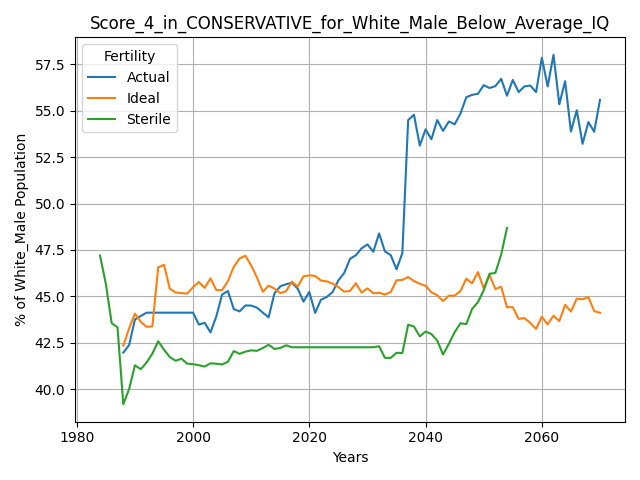 Score_4_in_CONSERVATIVE_for_White_Male_Below_Average_IQ
Fertility
Actual
Ideal
Sterile
% of White_Male Population
57.5
55.0
52.5
50.0
47.5
45.0
42.5
40.0
1980 2000 2020 2040 2060
Years